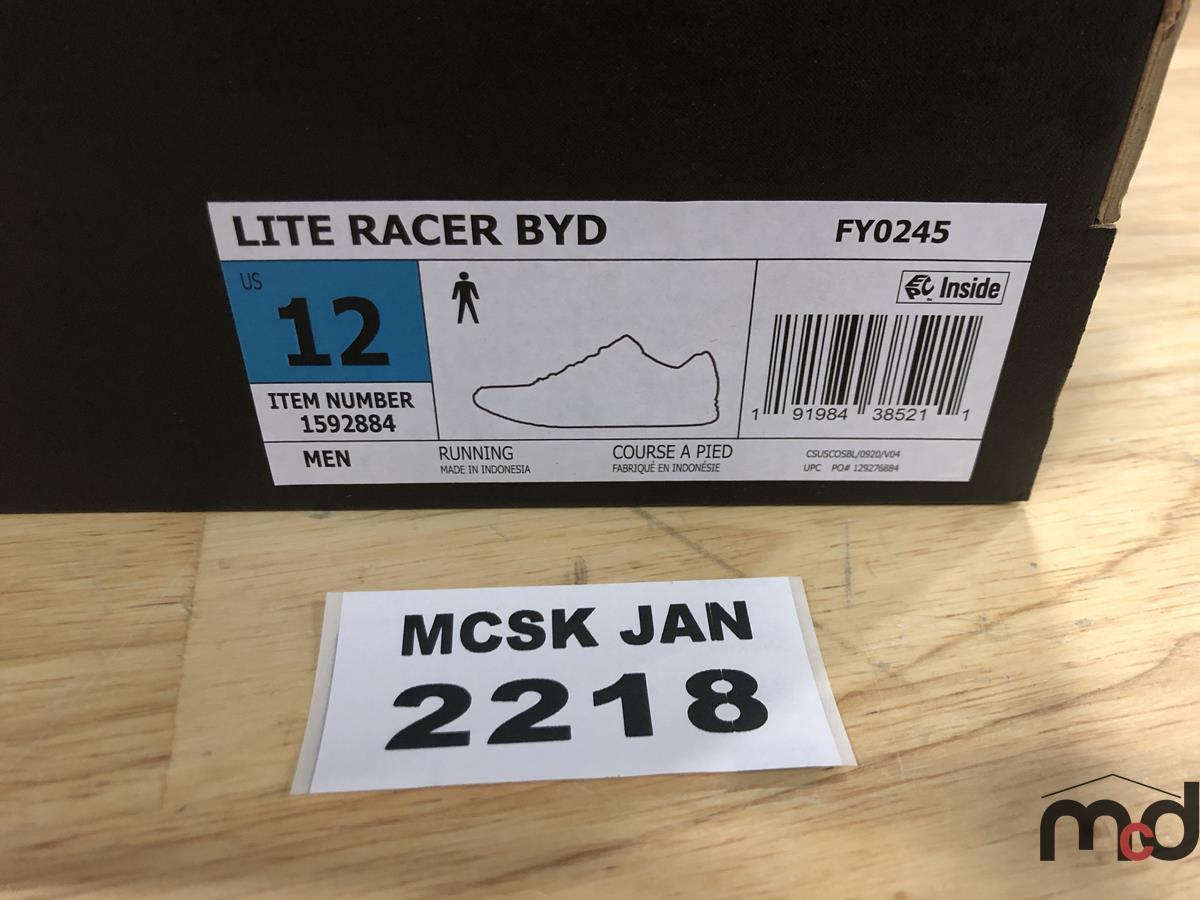 LITE RACER BYD FY0245
US
12
EPC Inside
ITEM NUMBER
1592884
1 91984 38521 1
MEN
RUNNING
MADE IN INDONESIA
COURSE A PIED
FABRIQUÉ EN INDONÉSIE
CSUSCOSBL/0920/V04
UPC PO# 129276884
MCSK JAN
2218
mcd